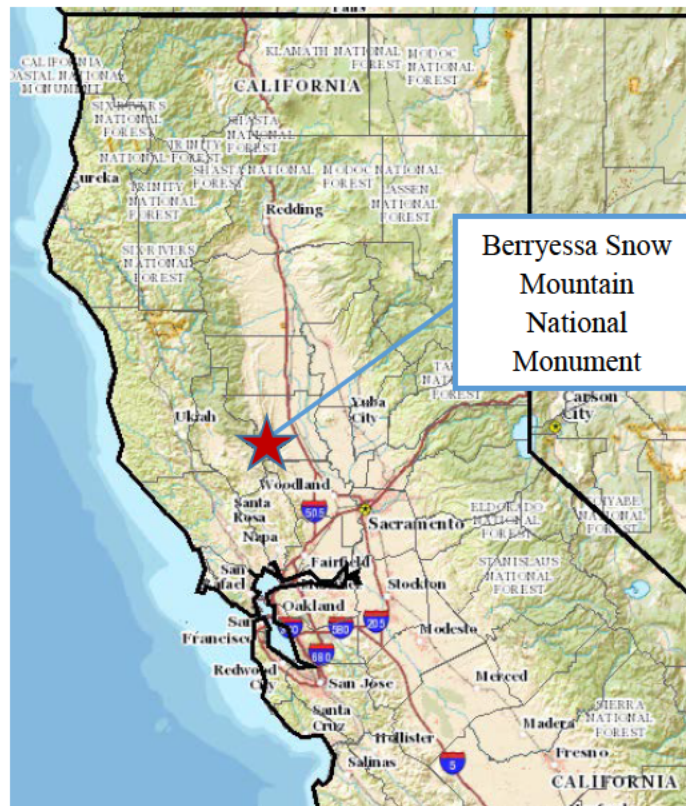 KLAMATH NATIONAL
FOREST
MODOC
NATIONAL
FOREST
CALIFORNIA
COASTAL NATIONAL
MONUMENT
CALIFORNIA
SIX RIVERS
NATIONAL
FOREST
SHASTA
NATIONAL
FOREST
TRINITY
NATIONAL FOREST
SHASTA NATIONAL
FOREST
MODOC NATIONAL
FOREST
Eureka
TRINITY
NATIONAL
FOREST
LASSEN
NATIONAL
FOREST
Redding
SIX RIVERS
NATIONAL
FOREST
Berryessa Snow
Mountain
National
Monument
Carson
City
Yuba
City
Ukiah
Woodland
Santa
Rosa
505
Napa
Sacramento
ELDORADO
NATIONAL
FOREST
Fairfield
San
Rafael
STANISLAUS
NATIONAL
FOREST
Stockton
Oakland
San
Francisco
580
205
680
Modesto
Redwood
City
San Jose
Merced
Santa
Cruz
SIERRA
NATIONAL
FOREST
Madera
Hollister
Salinas
5
Fresno
CALIFORNIA